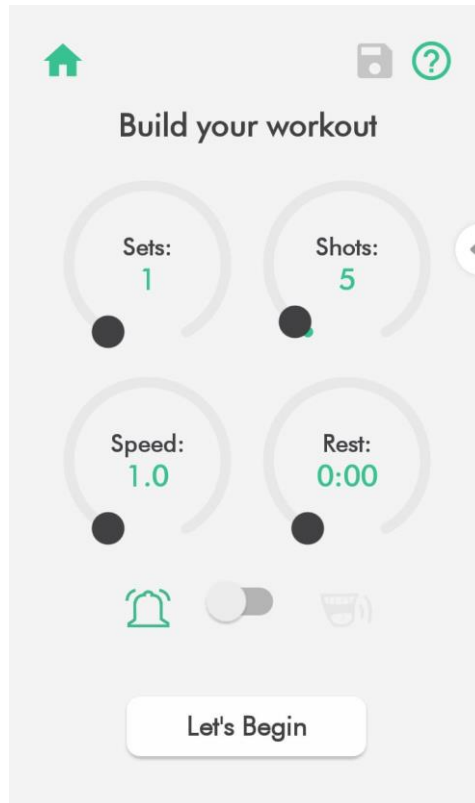 Build your workout
Sets:
1
Shots:
5
Speed:
1.0
Rest:
0:00
Let's Begin